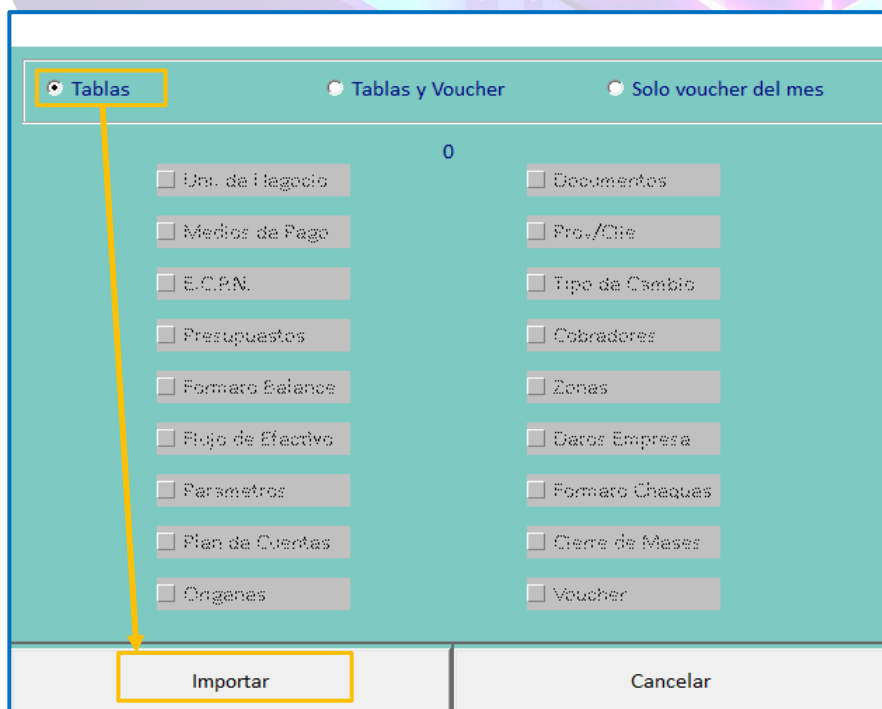 Tablas Tablas y Voucher Solo voucher del mes
0
Uni. de Negocio Documentos
Medios de Pago Prov./Clie
E.C.P.N. Tipo de Cambio
Presupuestos Cobradores
Formato Balance Zonas
Flujo de Efectivo Datos Empresa
Parametros Formato Cheques
Plan de Cuentas Cierre de Meses
Origenes Voucher
Importar Cancelar